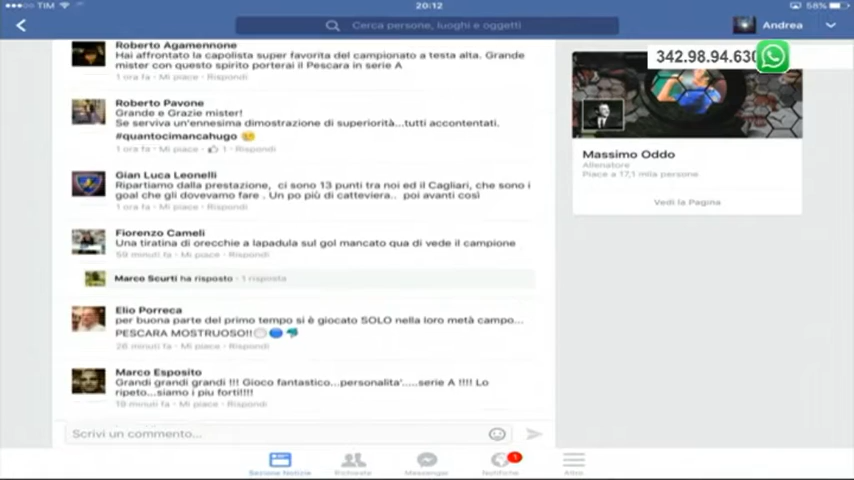 TIM
20:12
58%
Cerca persone, luoghi e oggetti
Andrea
342.98.94.630
Roberto Agamennone
Hai affrontato la capolista super favorita del campionato a testa alta. Grande
mister con questo spirito porterai il Pescara in serie A
1 ora fa · Mi piace · Rispondi
Roberto Pavone
Grande e Grazie mister!
Se serviva un'ennesima dimostrazione di superiorità...tutti accontentati.
#quantocimancahugo
1 ora fa · Mi piace · 1 · Rispondi
Gian Luca Leonelli
Ripartiamo dalla prestazione, ci sono 13 punti tra noi ed il Cagliari, che sono i
goal che gli dovevamo fare . Un po più di catteviera.. poi avanti così
1 ora fa · Mi piace · Rispondi
Fiorenzo Cameli
Una tiratina di orecchie a lapadula sul gol mancato qua di vede il campione
59 minuti fa · Mi piace · Rispondi
Marco Scurti ha risposto · 1 risposta
Elio Porreca
per buona parte del primo tempo si è giocato SOLO nella loro metà campo...
PESCARA MOSTRUOSO!!
26 minuti fa · Mi piace · Rispondi
Marco Esposito
Grandi grandi grandi !!! Gioco fantastico...personalita'.....serie A !!!! Lo
ripeto...siamo i piu forti!!!!
19 minuti fa · Mi piace · Rispondi
Scrivi un commento...
Massimo Oddo
Allenatore
Piace a 17,1 mila persone
Vedi la Pagina
Sezione Notizie
Richieste
Messenger
Notifiche
1
Altro